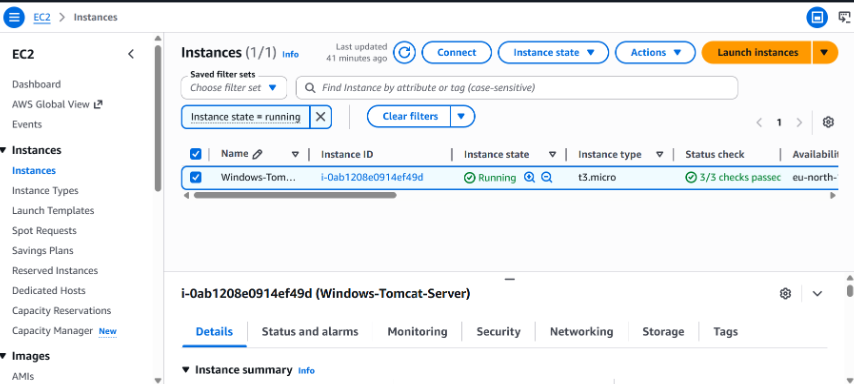 EC2 > Instances
EC2
Dashboard
AWS Global View
Events
Instances
Instances
Instance Types
Launch Templates
Spot Requests
Savings Plans
Reserved Instances
Dedicated Hosts
Capacity Reservations
Capacity Manager New
Images
AMIs
Instances (1/1) Info
Last updated
41 minutes ago
Connect
Instance state
Actions
Launch instances
Saved filter sets
Choose filter set
Find Instance by attribute or tag (case-sensitive)
Instance state = running
Clear filters
1
Name Instance ID Instance state Instance type Status check Availabilit
Windows-Tom... i-0ab1208e0914ef49d Running t3.micro 3/3 checks passec eu-north-
i-0ab1208e0914ef49d (Windows-Tomcat-Server)
Details Status and alarms Monitoring Security Networking Storage Tags
Instance summary Info